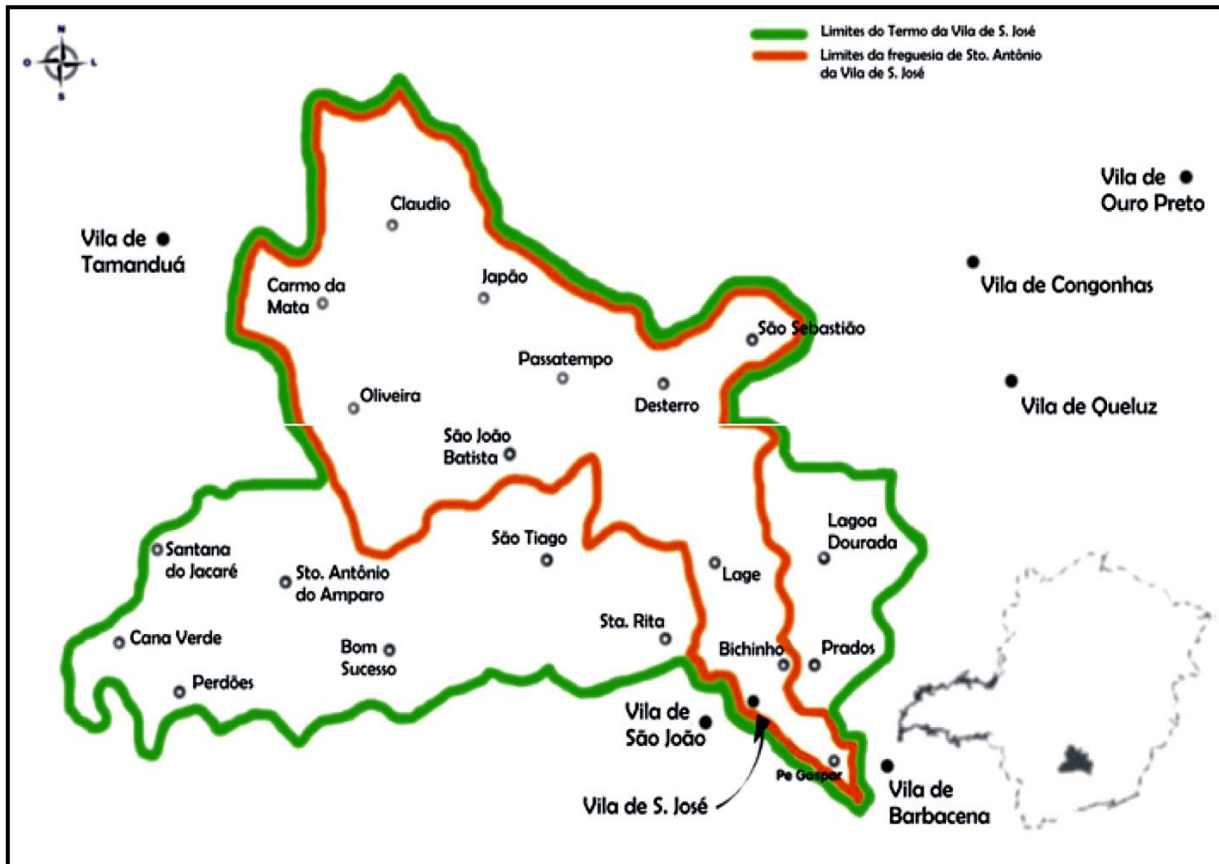 N
O
L
S
Limites do Termo da Vila de S. José
Limites da freguesia de Sto. Antônio
da Vila de S. José
Vila de
Ouro Preto
Claudio
Vila de
Tamanduá
Vila de Congonhas
Carmo da
Mata
Japão
São Sebastião
Passatempo
Desterro
Vila de Queluz
Oliveira
São João
Batista
Santana
do Jacaré
Sto. Antônio
do Amparo
São Tiago
Lage
Lagoa
Dourada
Cana Verde
Bom
Sucesso
Sta. Rita
Bichinho
Prados
Perdões
Vila de
São João
Pe Gaspar
Vila de S. José
Vila de
Barbacena